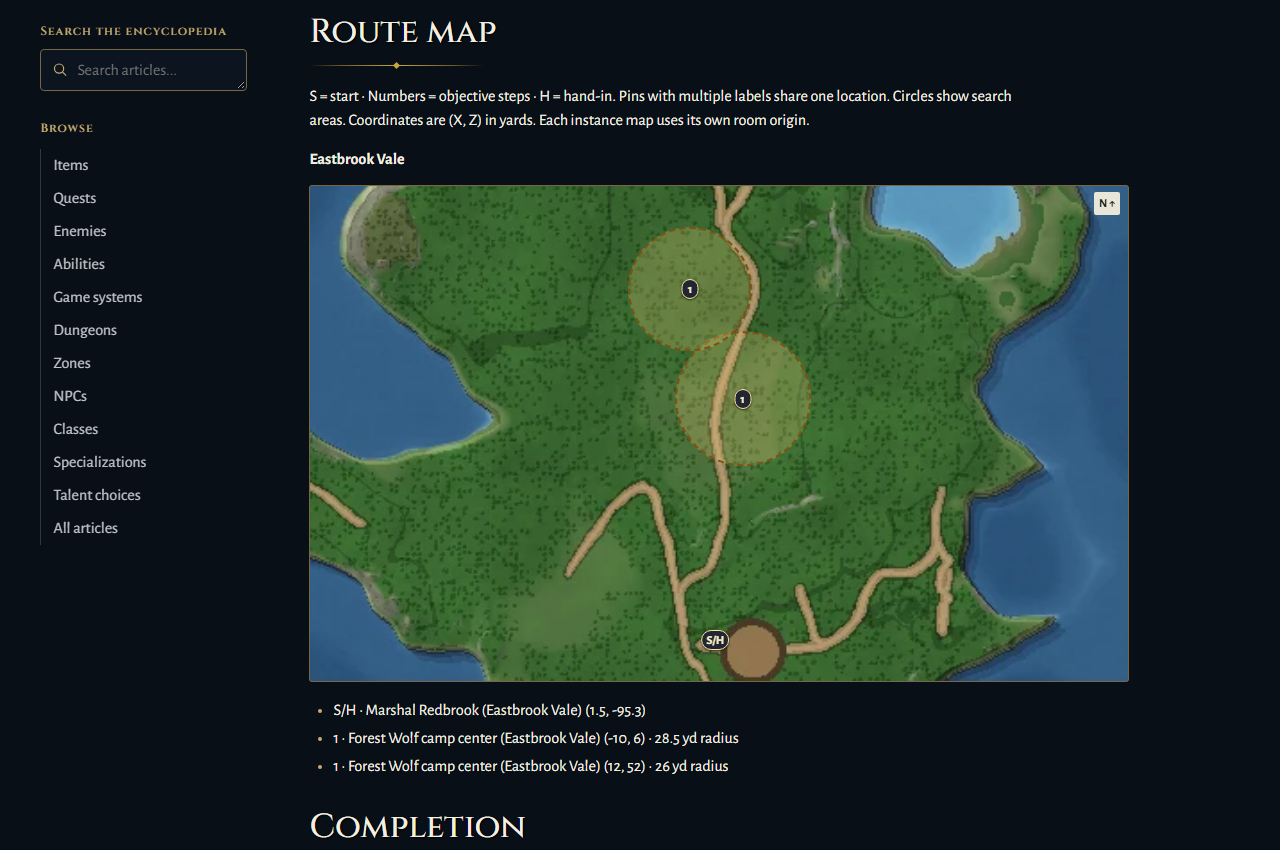 Search the encyclopedia
Search articles...
Browse
Items
Quests
Enemies
Abilities
Game systems
Dungeons
Zones
NPCs
Classes
Specializations
Talent choices
All articles
Route map
S = start · Numbers = objective steps · H = hand-in. Pins with multiple labels share one location. Circles show search
areas. Coordinates are (X, Z) in yards. Each instance map uses its own room origin.
Eastbrook Vale
N↑
1
1
S/H
S/H · Marshal Redbrook (Eastbrook Vale) (1.5, -95.3)
1 · Forest Wolf camp center (Eastbrook Vale) (-10, 6) · 28.5 yd radius
1 · Forest Wolf camp center (Eastbrook Vale) (12, 52) · 26 yd radius
Completion